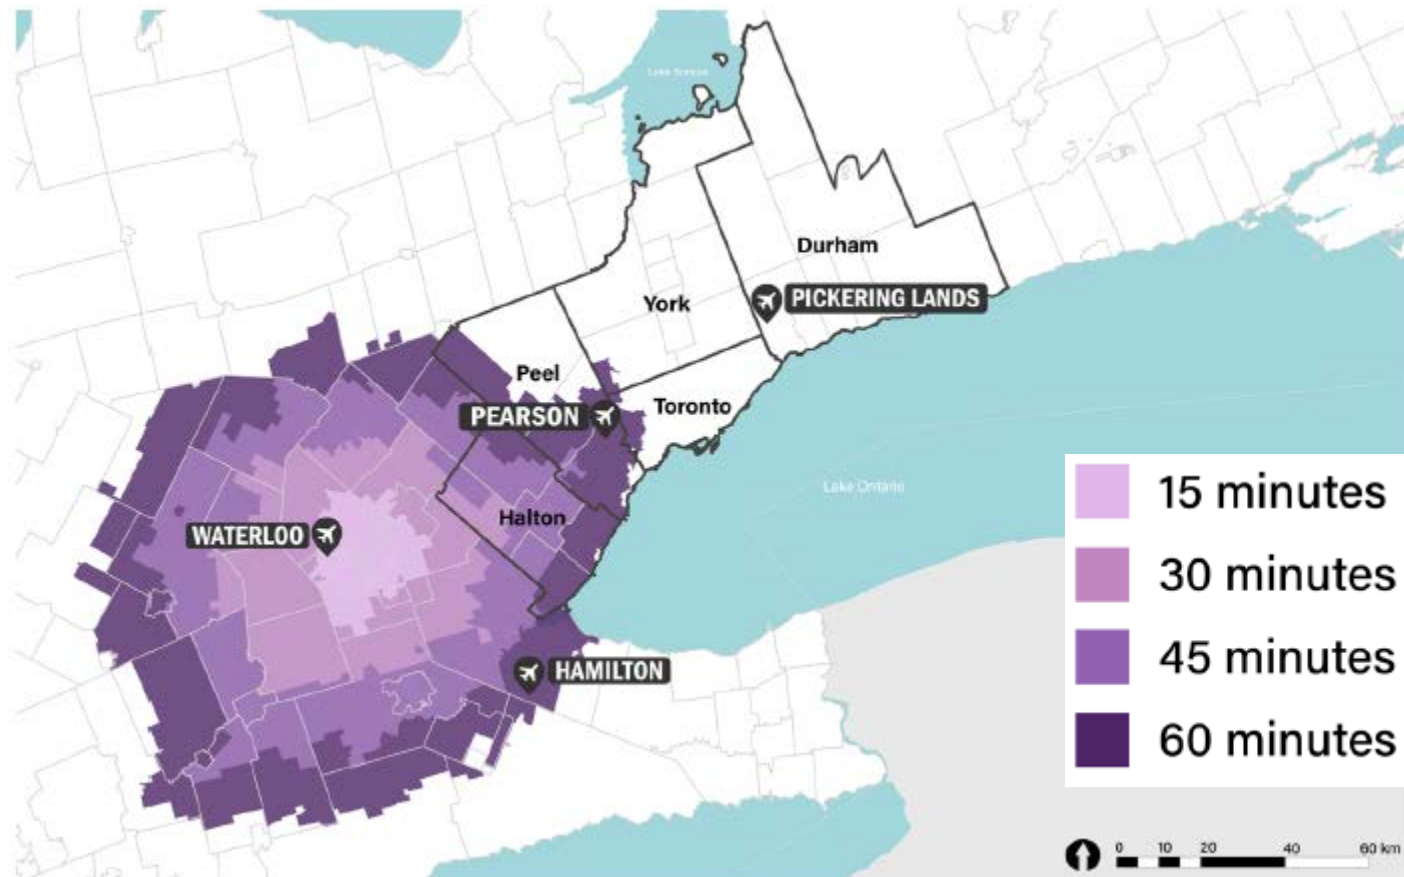 Lake Simcoe
Durham
PICKERING LANDS
York
Peel
PEARSON
Toronto
Lake Ontario
15 minutes
Halton
WATERLOO
30 minutes
45 minutes
HAMILTON
60 minutes
0 10 20 40 60 km